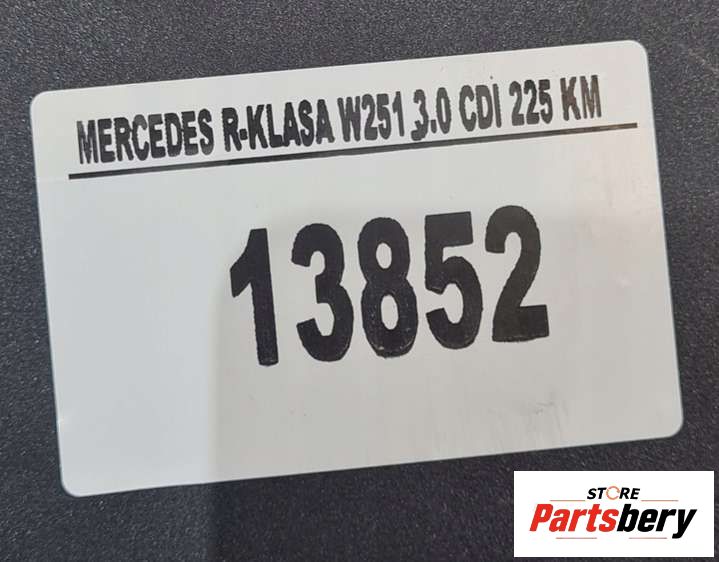 MERCEDES R-KLASA W251 3.0 CDI 225 KM
13852
STORE
Partsbery